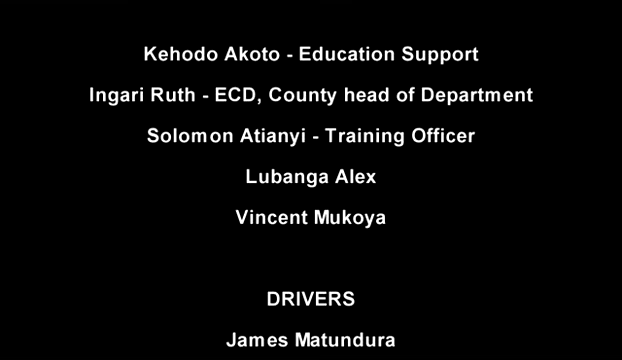 Kehodo Akoto - Education Support
Ingari Ruth - ECD, County head of Department
Solomon Atianyi - Training Officer
Lubanga Alex
Vincent Mukoya
DRIVERS
James Matundura